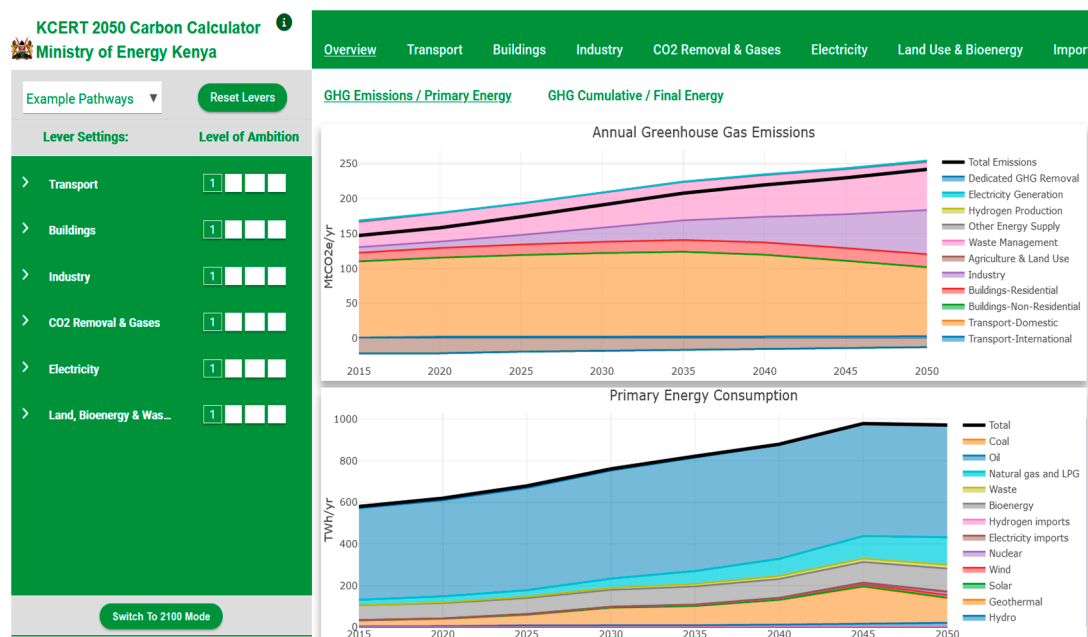 KCERT 2050 Carbon Calculator
Ministry of Energy Kenya
i
Overview Transport Buildings Industry CO2 Removal & Gases Electricity Land Use & Bioenergy Impor
Example Pathways ▼ Reset Levers
GHG Emissions / Primary Energy GHG Cumulative / Final Energy
Lever Settings: Level of Ambition
Transport 1
Buildings 1
Industry 1
CO2 Removal & Gases 1
Electricity 1
Land, Bioenergy & Was... 1
Switch To 2100 Mode
Annual Greenhouse Gas Emissions
MtCO2e/yr
250
200
150
100
50
0
2015 2020 2025 2030 2035 2040 2045 2050
Total Emissions
Dedicated GHG Removal
Electricity Generation
Hydrogen Production
Other Energy Supply
Waste Management
Agriculture & Land Use
Industry
Buildings-Residential
Buildings-Non-Residential
Transport-Domestic
Transport-International
Primary Energy Consumption
TWh/yr
1000
800
600
400
200
0
2015 2020 2025 2030 2035 2040 2045 2050
Total
Coal
Oil
Natural gas and LPG
Waste
Bioenergy
Hydrogen imports
Electricity imports
Nuclear
Wind
Solar
Geothermal
Hydro